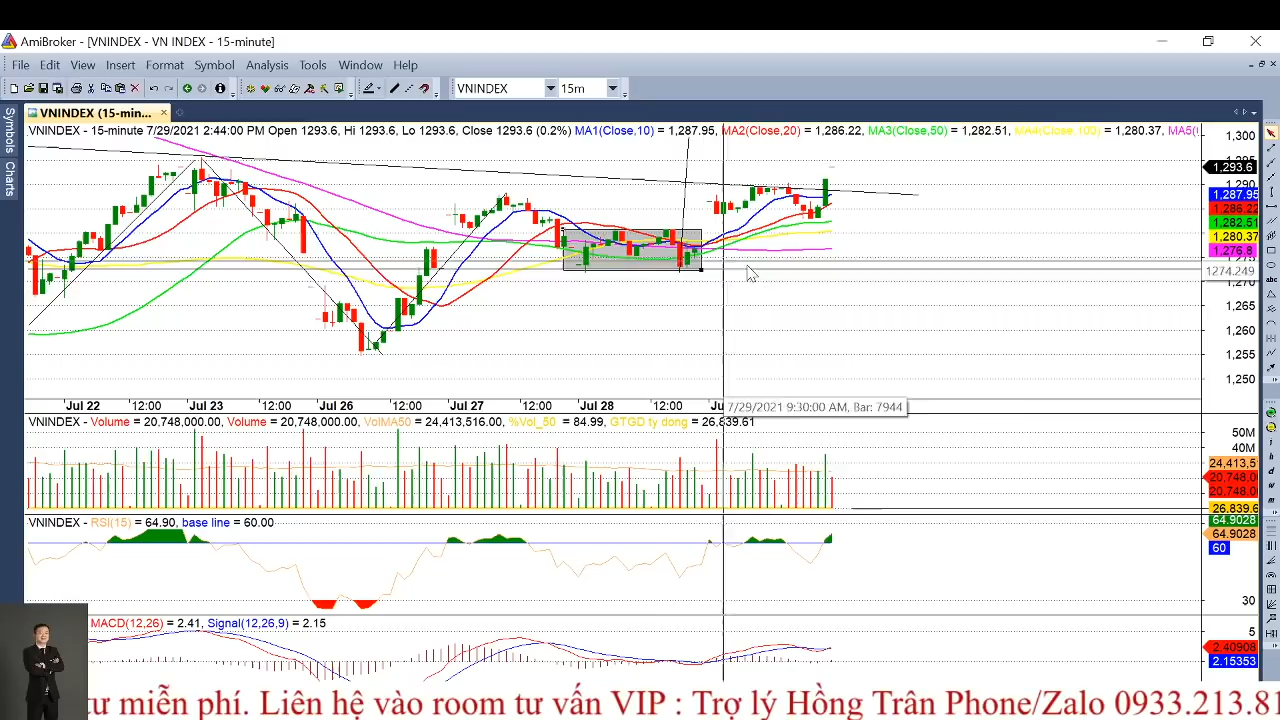 AmiBroker - [VNINDEX - VN INDEX - 15-minute]
File Edit View Insert Format Symbol Analysis Tools Window Help
VNINDEX 15m
VNINDEX (15-min...
Symbols
Charts
VNINDEX - 15-minute 7/29/2021 2:44:00 PM Open 1293.6, Hi 1293.6, Lo 1293.6, Close 1293.6 (0.2%) MA1(Close,10) = 1,287.95, MA2(Close,20) = 1,286.22, MA3(Close,50) = 1,282.51, MA4(Close,100) = 1,280.37, MA5(
1,300
1,293.6
1,290
1,287.95
1,286.22
1,282.51
1,280.37
1,276.8
1274.249
1,265
1,260
1,255
1,250
Jul 22 12:00 Jul 23 12:00 Jul 26 12:00 Jul 27 12:00 Jul 28 12:00
7/29/2021 9:30:00 AM, Bar: 7944
VNINDEX - Volume = 20,748,000.00, Volume = 20,748,000.00, VolMA50 = 24,413,516.00, %Vol_50 = 84.99, GTGD ty dong = 26,839.61
50M
40M
24,413,5
20,748,0
20,748,0
26,839.6
VNINDEX - RSI(15) = 64.90, base line = 60.00
64.9028
64.9028
60
30
MACD(12,26) = 2.41, Signal(12,26,9) = 2.15
5
2.40908
2.15353
tư miễn phí. Liên hệ vào room tư vấn VIP : Trợ lý Hồng Trân Phone/Zalo 0933.213.81